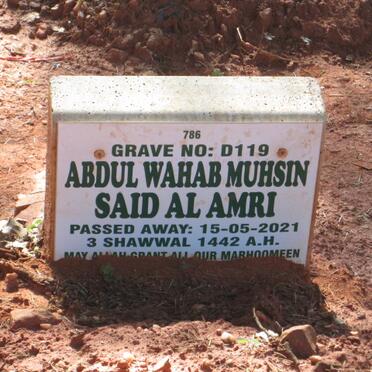 786
GRAVE NO: D119
ABDUL WAHAB MUHSIN
SAID AL AMRI
PASSED AWAY: 15-05-2021
3 SHAWWAL 1442 A.H.
MAY ALLAH GRANT ALL OUR MARHOOMEEN